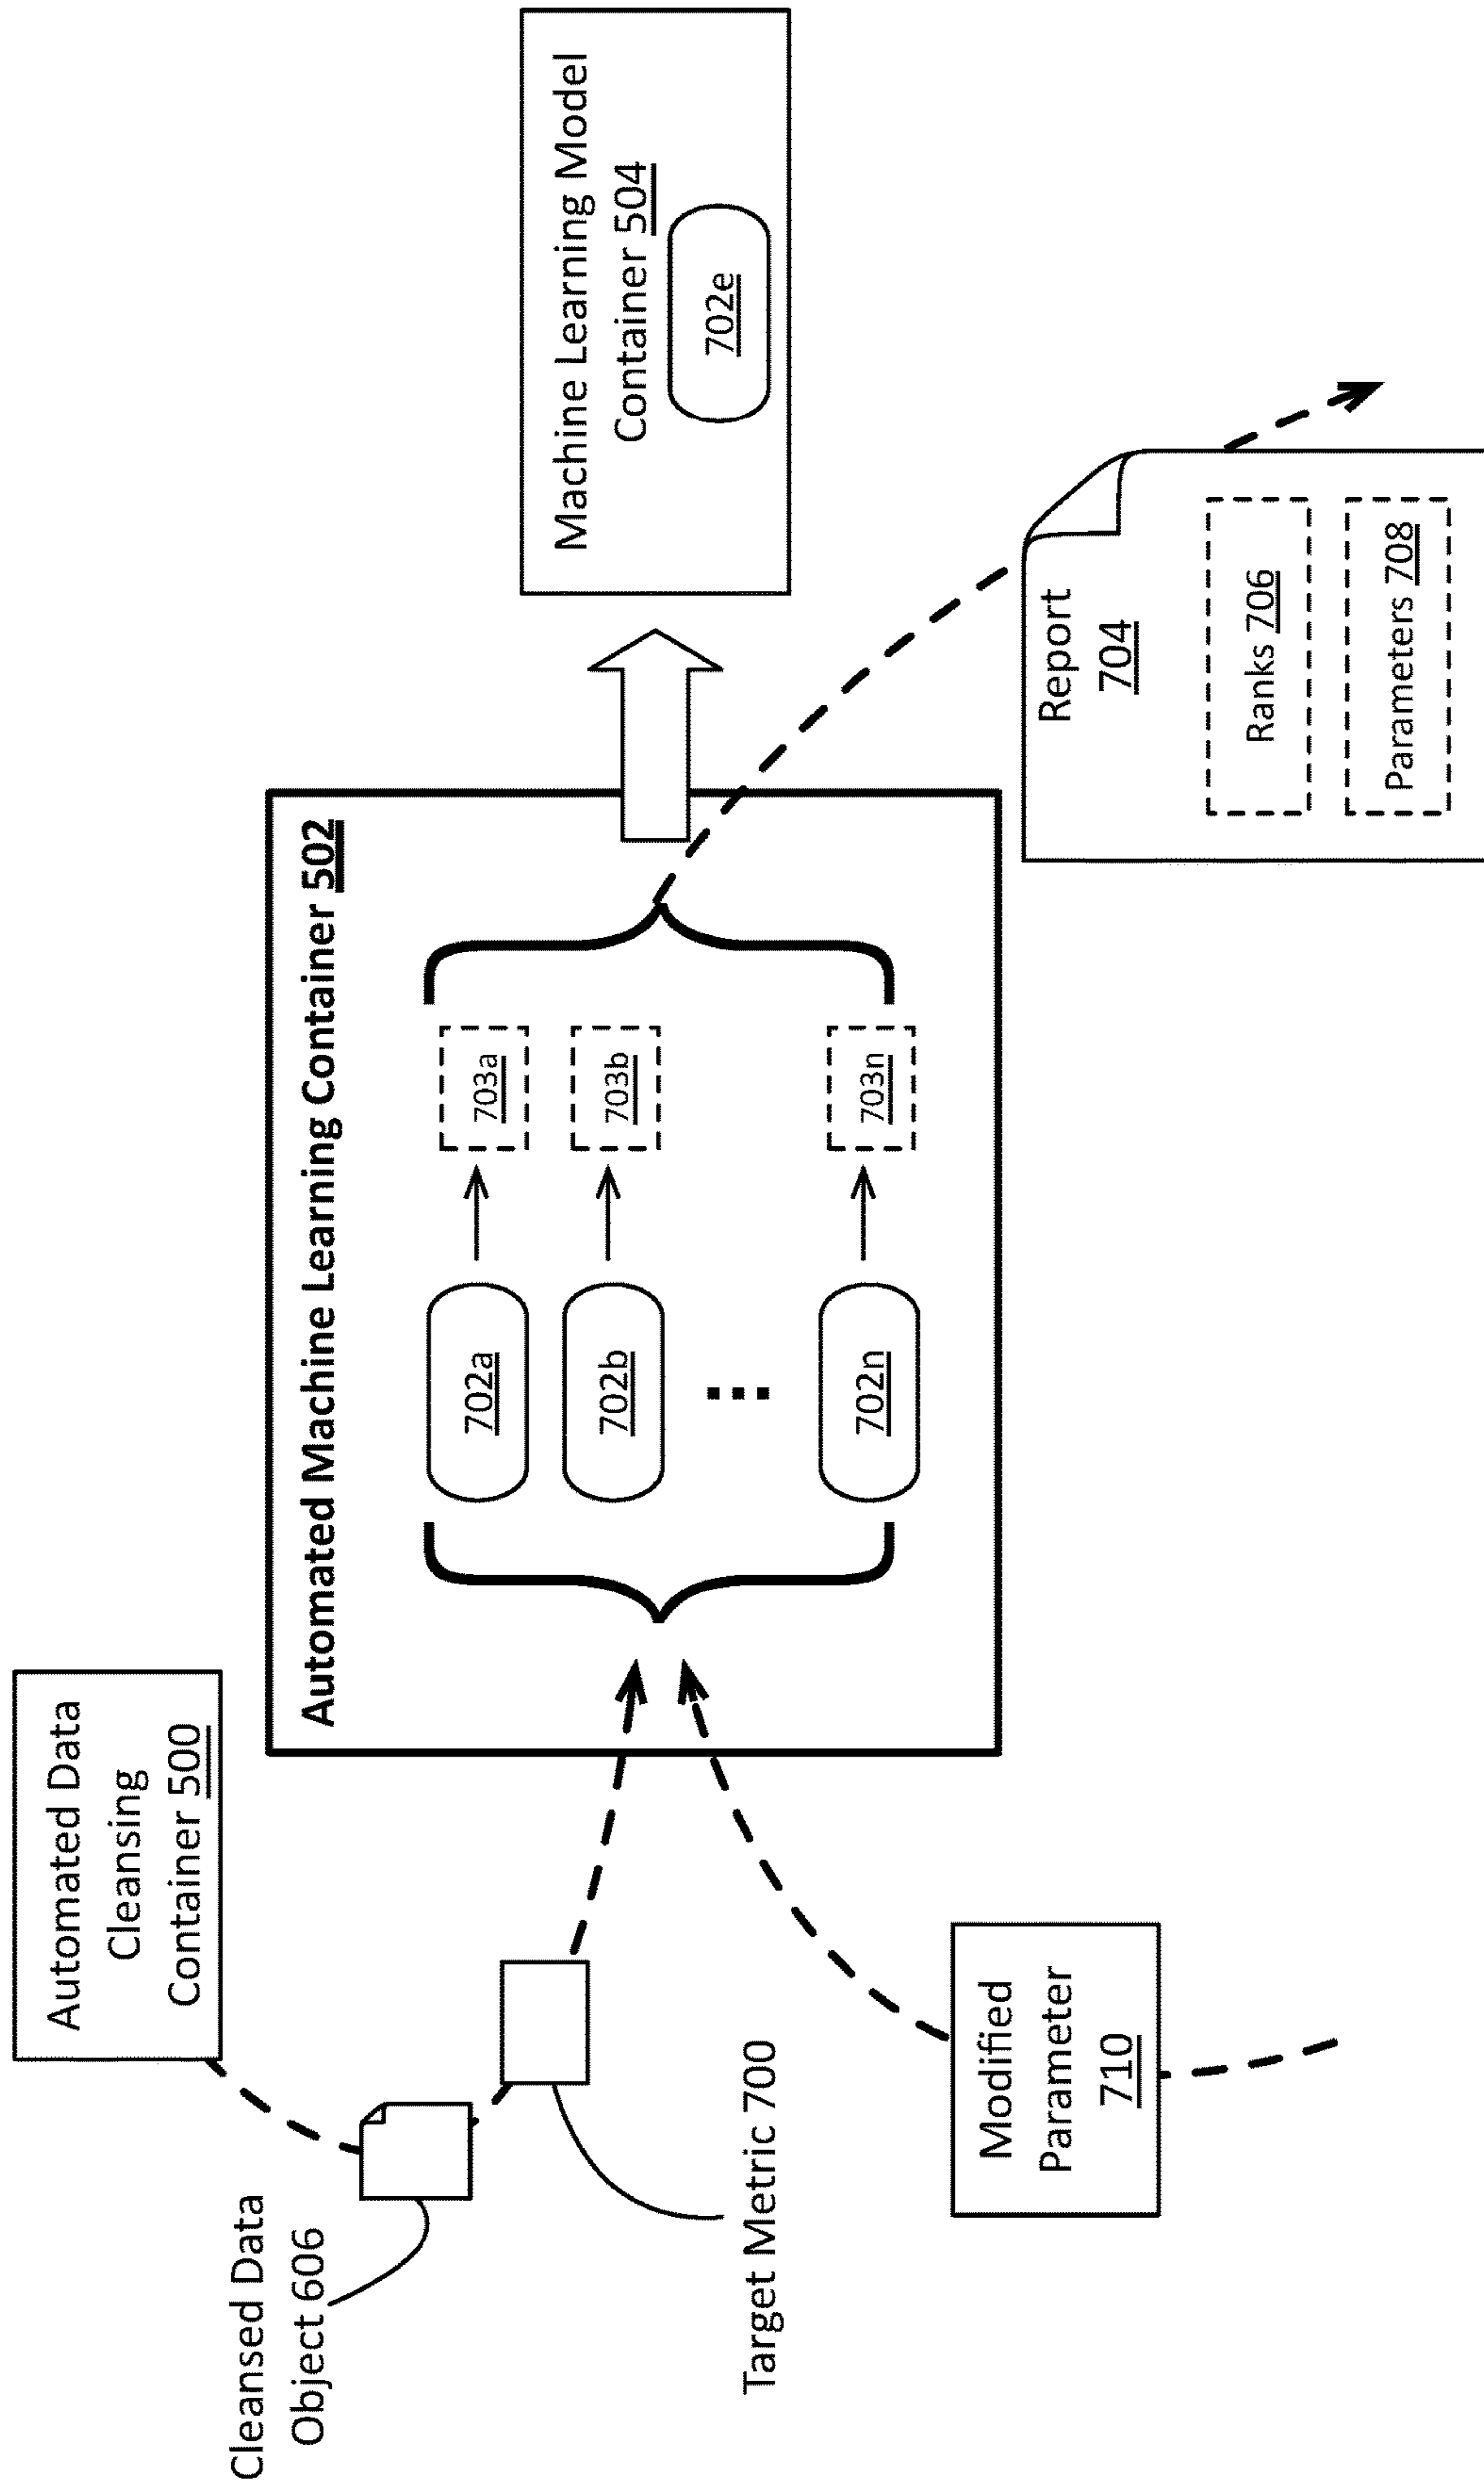 Automated Data
Cleansing
Container 500
Cleansed Data
Object 606
Target Metric 700
Modified
Parameter
710
Automated Machine Learning Container 502
702a
703a
702b
703b
702n
703n
Machine Learning Model
Container 504
702e
Report
704
Ranks 706
Parameters 708